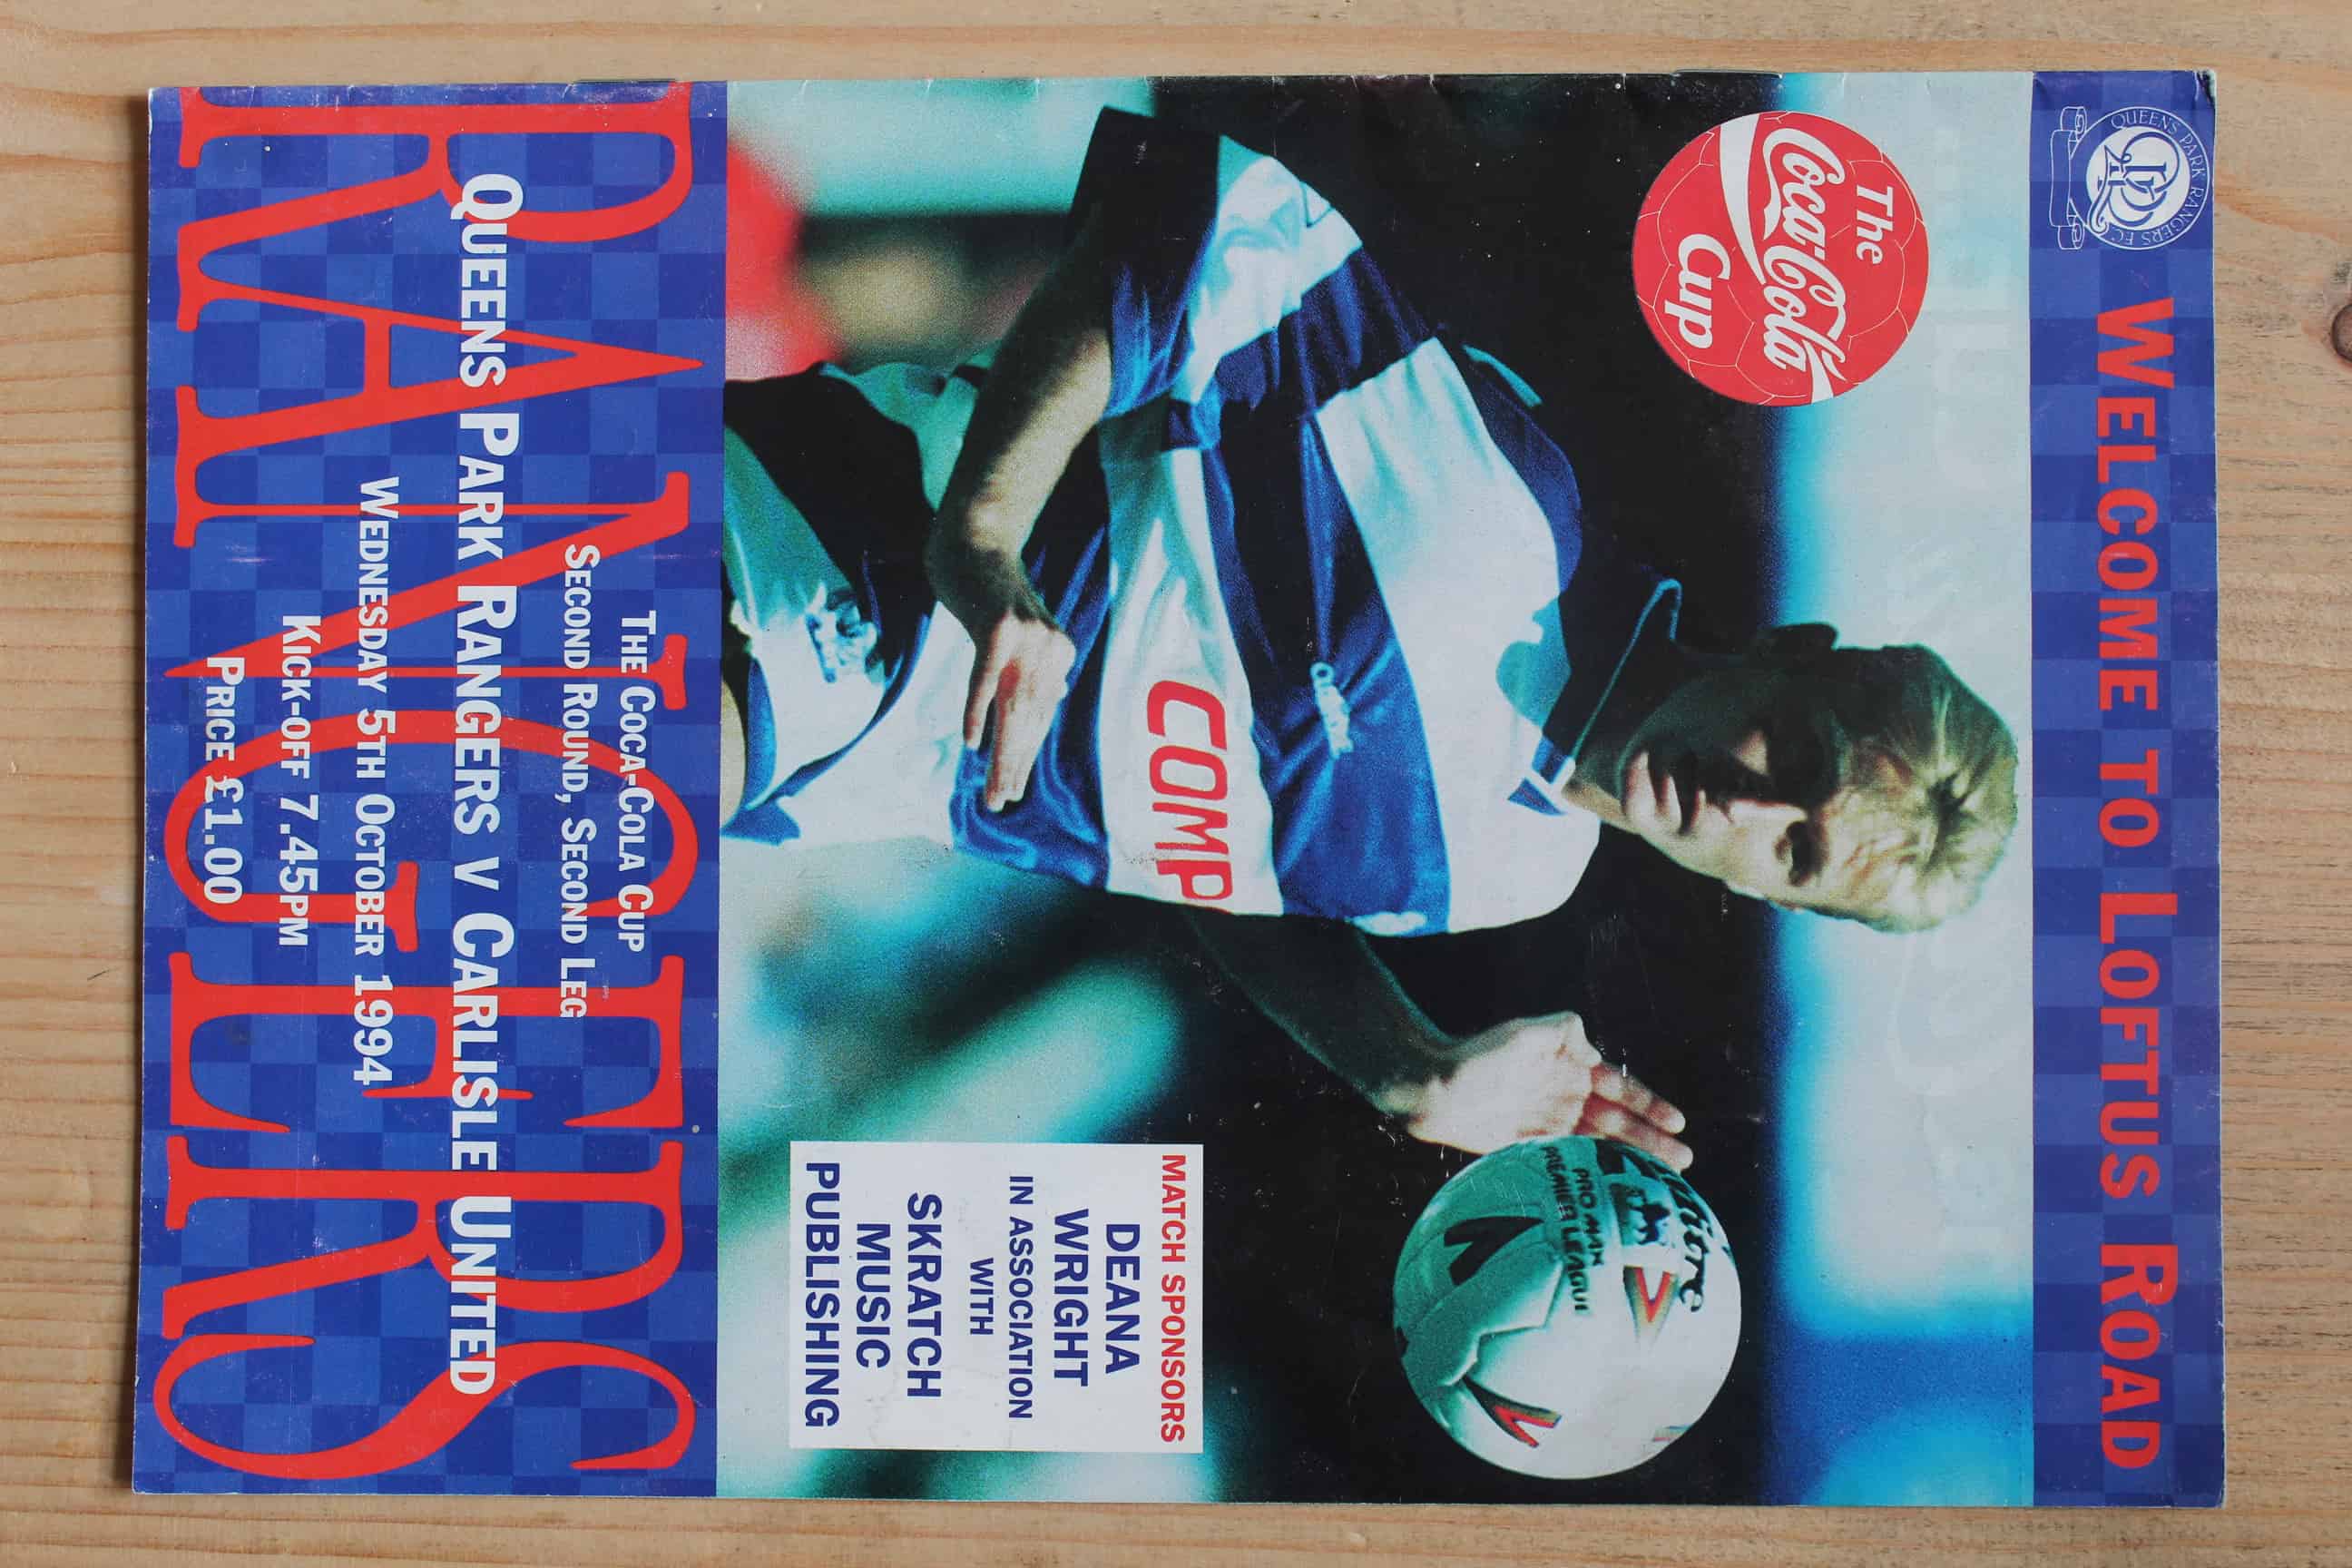 QUEENS PARK RANGERS FC
QPR
WELCOME TO LOFTUS ROAD
The
Coca-Cola
Cup
COMP
mitre
PRO MAX
PREMIER LEAGUE
MATCH SPONSORS
DEANA
WRIGHT
IN ASSOCIATION
WITH
SKRATCH
MUSIC
PUBLISHING
RANGERS
THE COCA-COLA CUP
SECOND ROUND, SECOND LEG
QUEENS PARK RANGERS V CARLISLE UNITED
WEDNESDAY 5TH OCTOBER 1994
KICK-OFF 7.45PM
PRICE £1.00